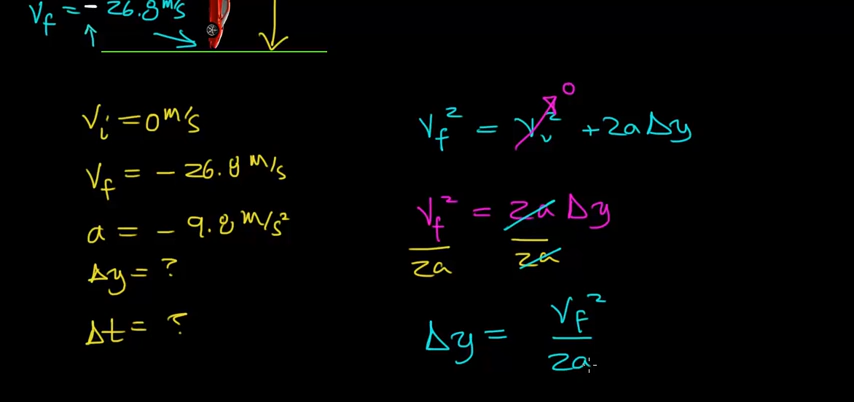 Vf = - 26.8 m/s
Vi = 0 m/s
Vf = - 26.8 m/s
a = - 9.8 m/s²
Δy = ?
Δt = ?
Vf² = Vi² 0 + 2aΔy
Vf² = 2a Δy
2a 2a
Δy = Vf²
2a